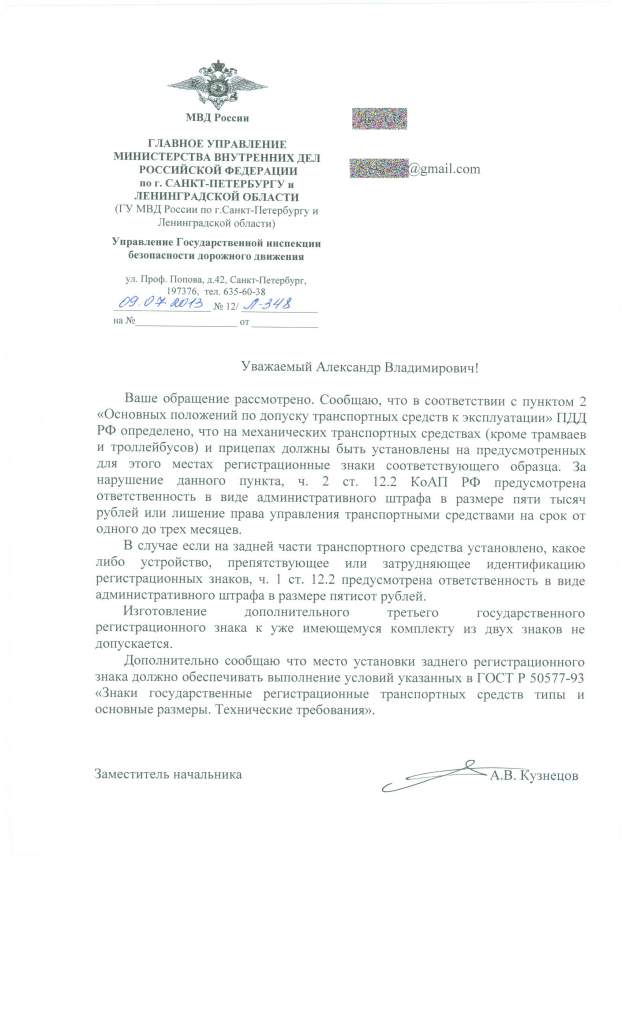 МВД России
ГЛАВНОЕ УПРАВЛЕНИЕ
МИНИСТЕРСТВА ВНУТРЕННИХ ДЕЛ
РОССИЙСКОЙ ФЕДЕРАЦИИ
по г. САНКТ-ПЕТЕРБУРГУ и
ЛЕНИНГРАДСКОЙ ОБЛАСТИ
(ГУ МВД России по г.Санкт-Петербургу и
Ленинградской области)
Управление Государственной инспекции
безопасности дорожного движения
ул. Проф. Попова, д.42, Санкт-Петербург,
197376, тел. 635-60-38
09.07.2013 № 12/ Л-348
на №__________________ от ____________
@gmail.com
Уважаемый Александр Владимирович!
Ваше обращение рассмотрено. Сообщаю, что в соответствии с пунктом 2
«Основных положений по допуску транспортных средств к эксплуатации» ПДД
РФ определено, что на механических транспортных средствах (кроме трамваев
и троллейбусов) и прицепах должны быть установлены на предусмотренных
для этого местах регистрационные знаки соответствующего образца. За
нарушение данного пункта, ч. 2 ст. 12.2 КоАП РФ предусмотрена
ответственность в виде административного штрафа в размере пяти тысяч
рублей или лишение права управления транспортными средствами на срок от
одного до трех месяцев.
В случае если на задней части транспортного средства установлено, какое
либо устройство, препятствующее или затрудняющее идентификацию
регистрационных знаков, ч. 1 ст. 12.2 предусмотрена ответственность в виде
административного штрафа в размере пятисот рублей.
Изготовление дополнительного третьего государственного
регистрационного знака к уже имеющемуся комплекту из двух знаков не
допускается.
Дополнительно сообщаю что место установки заднего регистрационного
знака должно обеспечивать выполнение условий указанных в ГОСТ Р 50577-93
«Знаки государственные регистрационные транспортных средств типы и
основные размеры. Технические требования».
Заместитель начальника А.В. Кузнецов